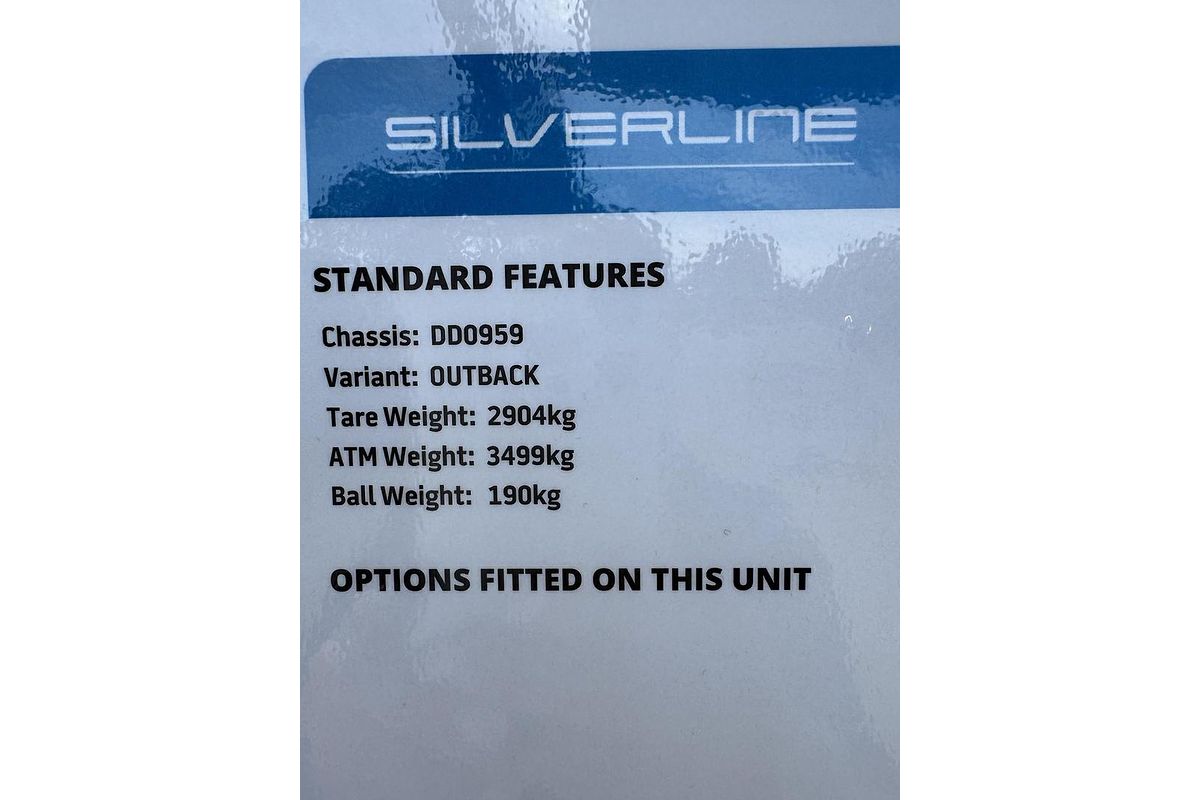 SILVERLINE
STANDARD FEATURES
Chassis: DD0959
Variant: OUTBACK
Tare Weight: 2904kg
ATM Weight: 3499kg
Ball Weight: 190kg
OPTIONS FITTED ON THIS UNIT